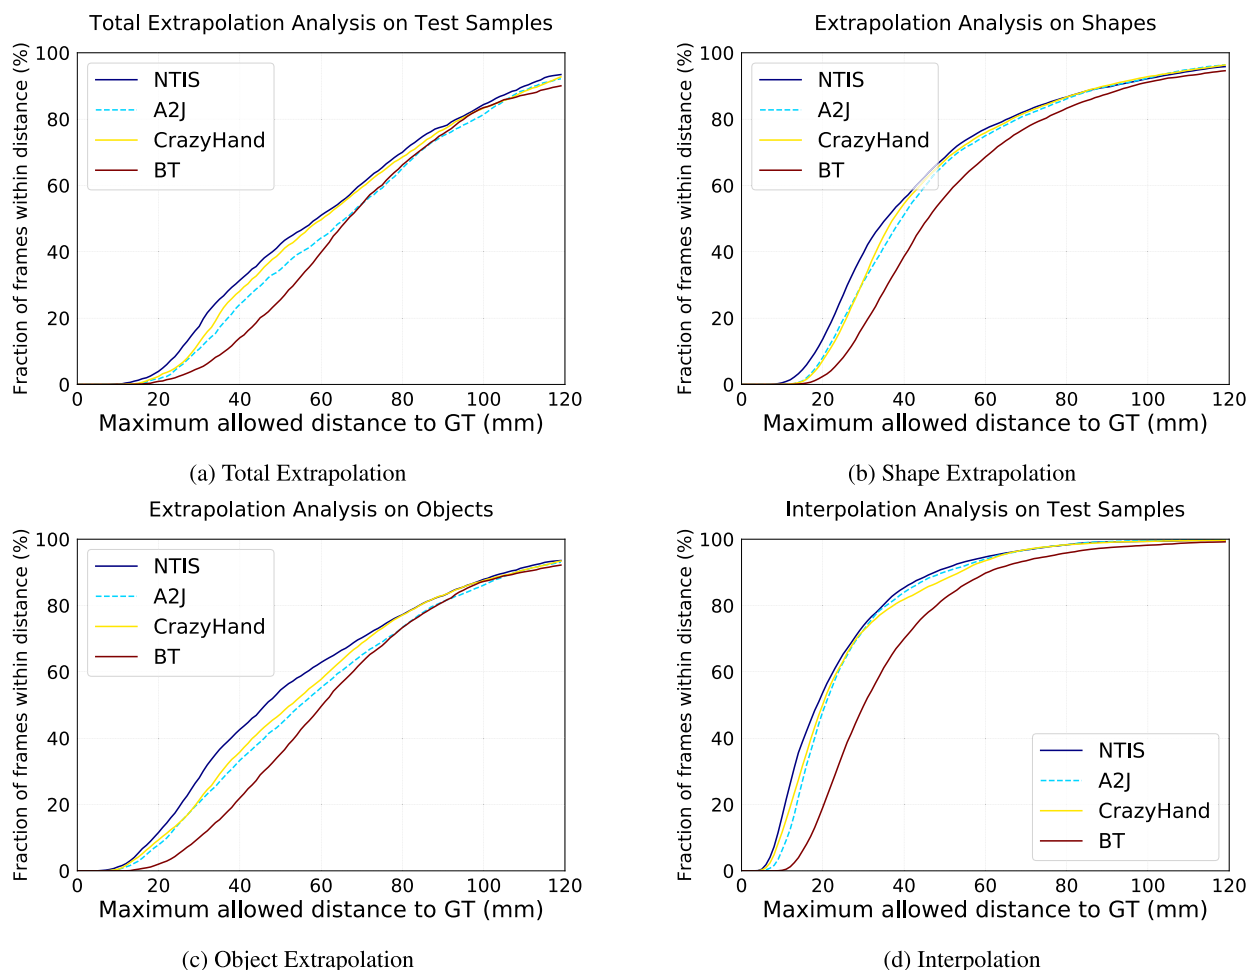 Total Extrapolation Analysis on Test Samples
Fraction of frames within distance (%)
100
80
60
40
20
0
NTIS
A2J
CrazyHand
BT
0 20 40 60 80 100 120
Maximum allowed distance to GT (mm)
(a) Total Extrapolation
Extrapolation Analysis on Shapes
Fraction of frames within distance (%)
100
80
60
40
20
0
NTIS
A2J
CrazyHand
BT
0 20 40 60 80 100 120
Maximum allowed distance to GT (mm)
(b) Shape Extrapolation
Extrapolation Analysis on Objects
Fraction of frames within distance (%)
100
80
60
40
20
0
NTIS
A2J
CrazyHand
BT
0 20 40 60 80 100 120
Maximum allowed distance to GT (mm)
(c) Object Extrapolation
Interpolation Analysis on Test Samples
Fraction of frames within distance (%)
100
80
60
40
20
0
NTIS
A2J
CrazyHand
BT
0 20 40 60 80 100 120
Maximum allowed distance to GT (mm)
(d) Interpolation